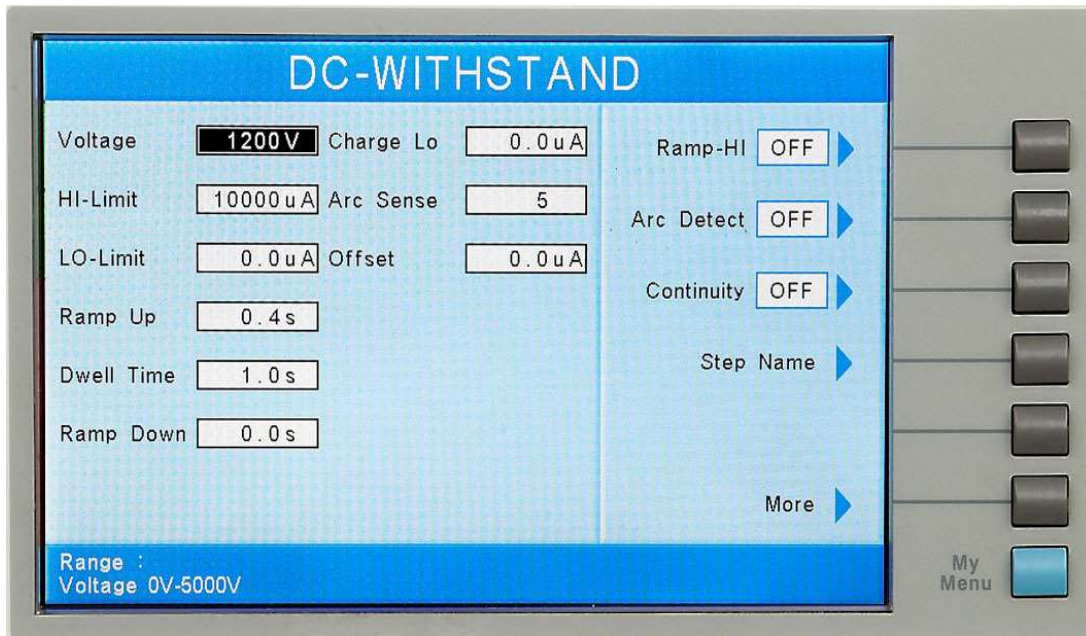 DC-WITHSTAND
Voltage 1200V Charge Lo 0.0uA
HI-Limit 10000uA Arc Sense 5
LO-Limit 0.0uA Offset 0.0uA
Ramp Up 0.4s
Dwell Time 1.0s
Ramp Down 0.0s
Ramp-HI OFF
Arc Detect OFF
Continuity OFF
Step Name
More
Range :
Voltage 0V-5000V
My
Menu